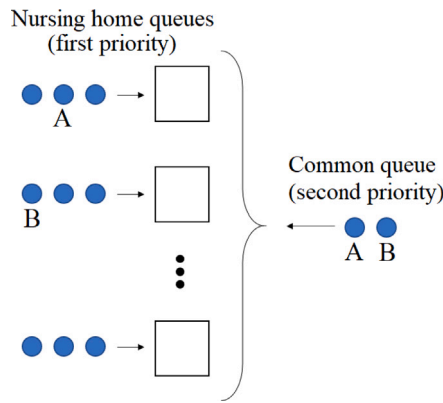 Nursing home queues
(first priority)
A
B
Common queue
(second priority)
A B